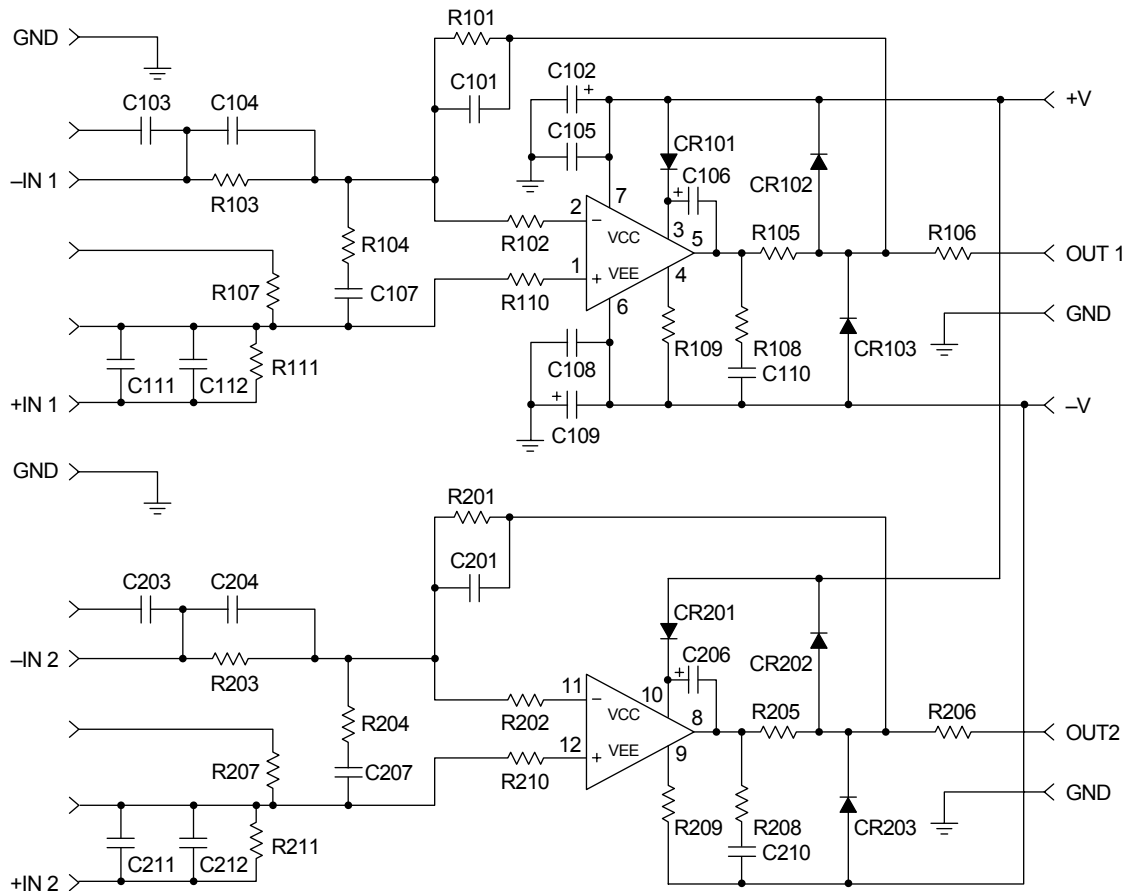 R101
GND
C101
C102
+
+V
C103
C104
C105
CR101
–IN 1
R103
7
+
C106
CR102
2
–
VCC
3
5
R105
R106
OUT 1
R104
R102
1
+
VEE
4
R107
C107
R110
6
R109
R108
CR103
GND
C111
C112
R111
C108
C110
+IN 1
+
C109
–V
GND
R201
C201
C203
C204
CR201
–IN 2
R203
+
C206
CR202
11
–
VCC
10
8
R205
R206
OUT2
R204
R202
12
+
VEE
9
R207
C207
R210
R209
R208
CR203
GND
C211
C212
R211
C210
+IN 2